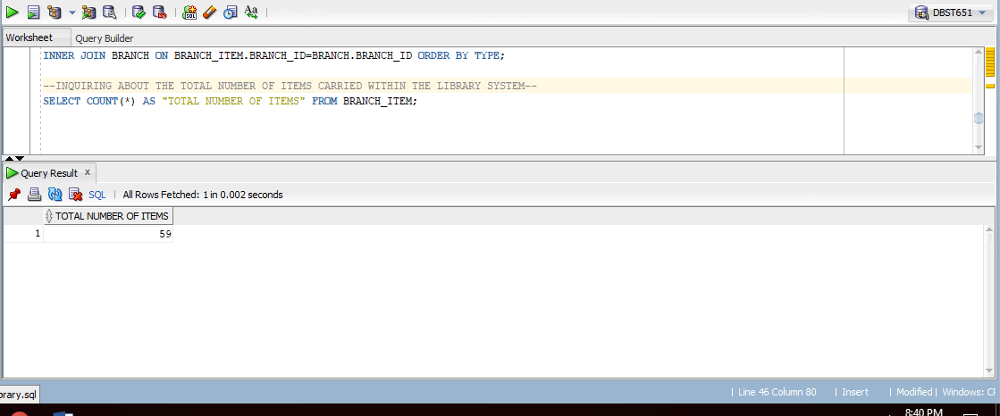 DBST651
Worksheet Query Builder
INNER JOIN BRANCH ON BRANCH_ITEM.BRANCH_ID=BRANCH.BRANCH_ID ORDER BY TYPE;
--INQUIRING ABOUT THE TOTAL NUMBER OF ITEMS CARRIED WITHIN THE LIBRARY SYSTEM--
SELECT COUNT(*) AS "TOTAL NUMBER OF ITEMS" FROM BRANCH_ITEM;
Query Result x
SQL | All Rows Fetched: 1 in 0.002 seconds
TOTAL NUMBER OF ITEMS
1 59
brary.sql | Line 46 Column 80 | Insert | Modified | Windows: CF
8:40 PM